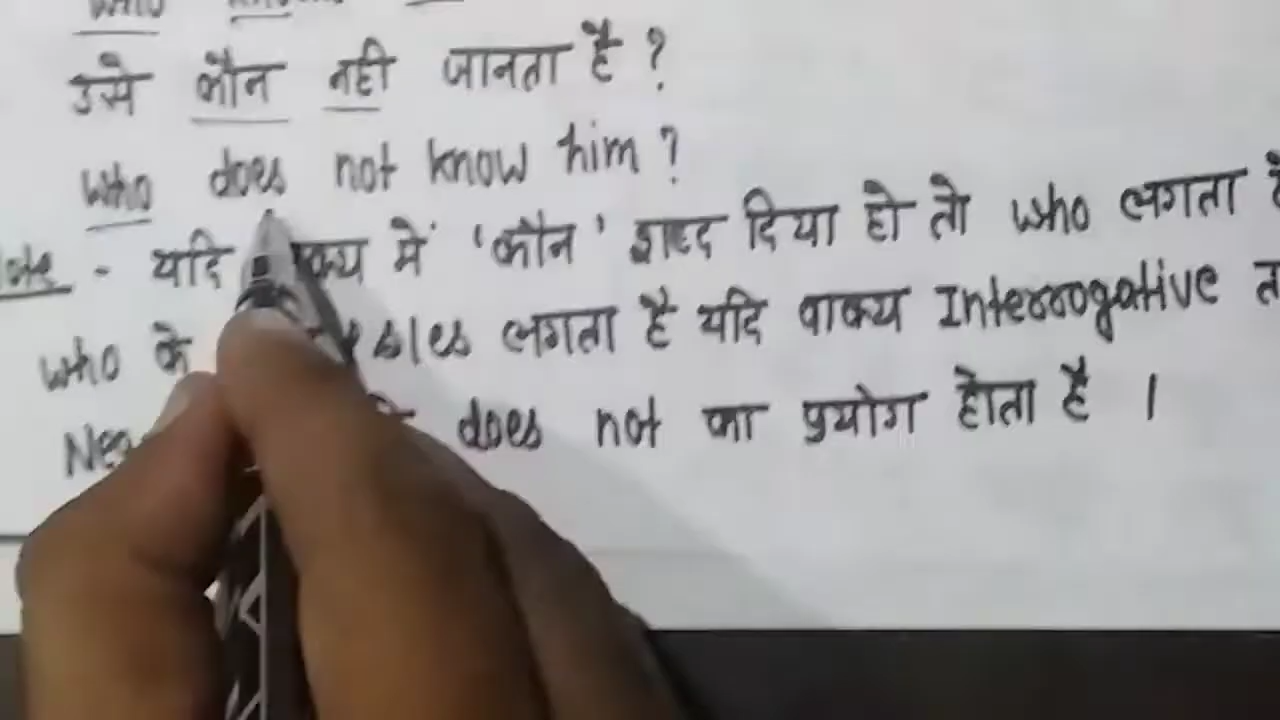 उसे कौन नही जानता है ?
who does not know him ?
- यदि में 'कौन' शब्द दिया हो तो who लगता
who के लगता है यदि वाक्य Interrogative
does not का प्रयोग होता है ।